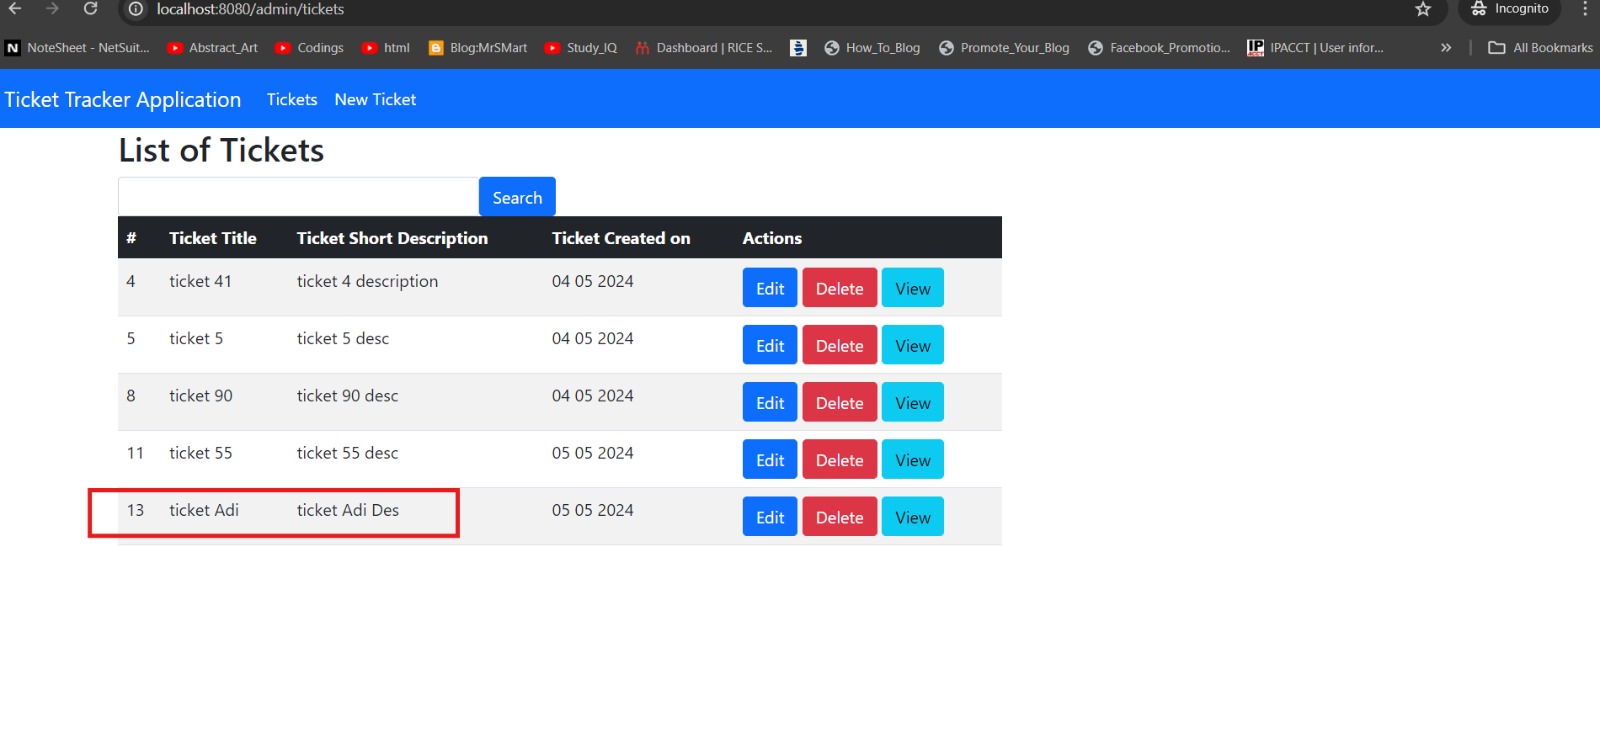 localhost:8080/admin/tickets
Incognito
NoteSheet - NetSuit... Abstract_Art Codings html Blog:MrSMart Study_IQ Dashboard | RICE S... How_To_Blog Promote_Your_Blog Facebook_Promotio... IPACCT | User infor... » All Bookmarks
Ticket Tracker Application Tickets New Ticket
List of Tickets
Search
# Ticket Title Ticket Short Description Ticket Created on Actions
4 ticket 41 ticket 4 description 04 05 2024 Edit Delete View
5 ticket 5 ticket 5 desc 04 05 2024 Edit Delete View
8 ticket 90 ticket 90 desc 04 05 2024 Edit Delete View
11 ticket 55 ticket 55 desc 05 05 2024 Edit Delete View
13 ticket Adi ticket Adi Des 05 05 2024 Edit Delete View